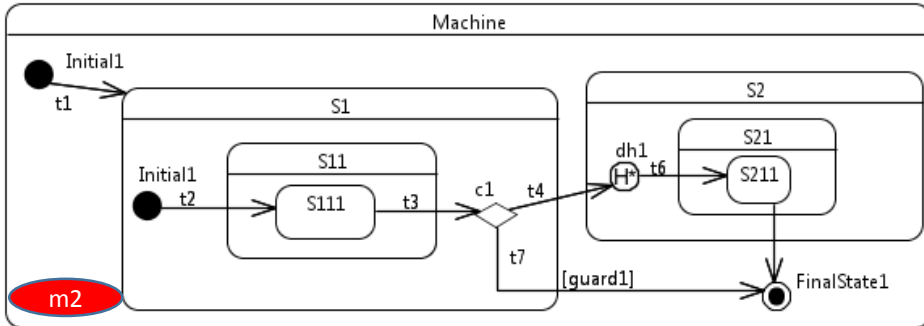 Machine
Initial1
t1
S1
S2
S11
S21
Initial1
dh1
t2
S111
t3
c1
t4
H*
t6
S211
t7
[guard1]
FinalState1
m2